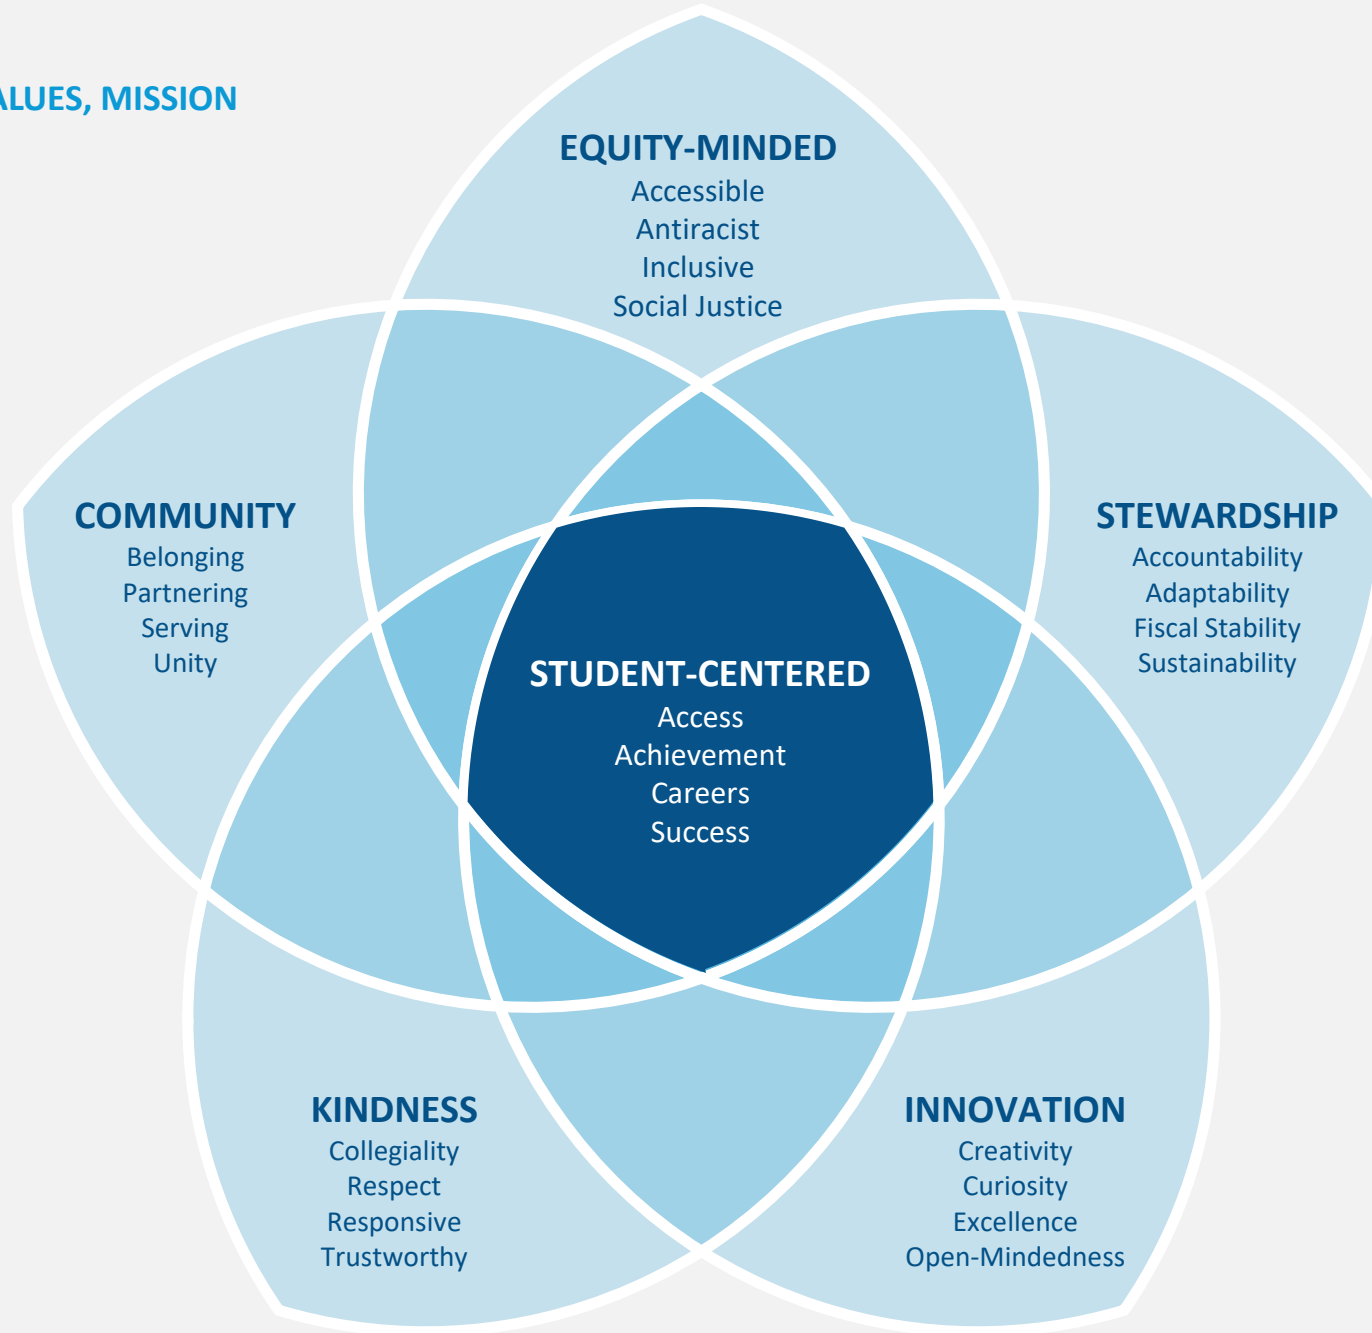 ALUES, MISSION
EQUITY-MINDED
Accessible
Antiracist
Inclusive
Social Justice
COMMUNITY
Belonging
Partnering
Serving
Unity
STEWARDSHIP
Accountability
Adaptability
Fiscal Stability
Sustainability
STUDENT-CENTERED
Access
Achievement
Careers
Success
KINDNESS
Collegiality
Respect
Responsive
Trustworthy
INNOVATION
Creativity
Curiosity
Excellence
Open-Mindedness